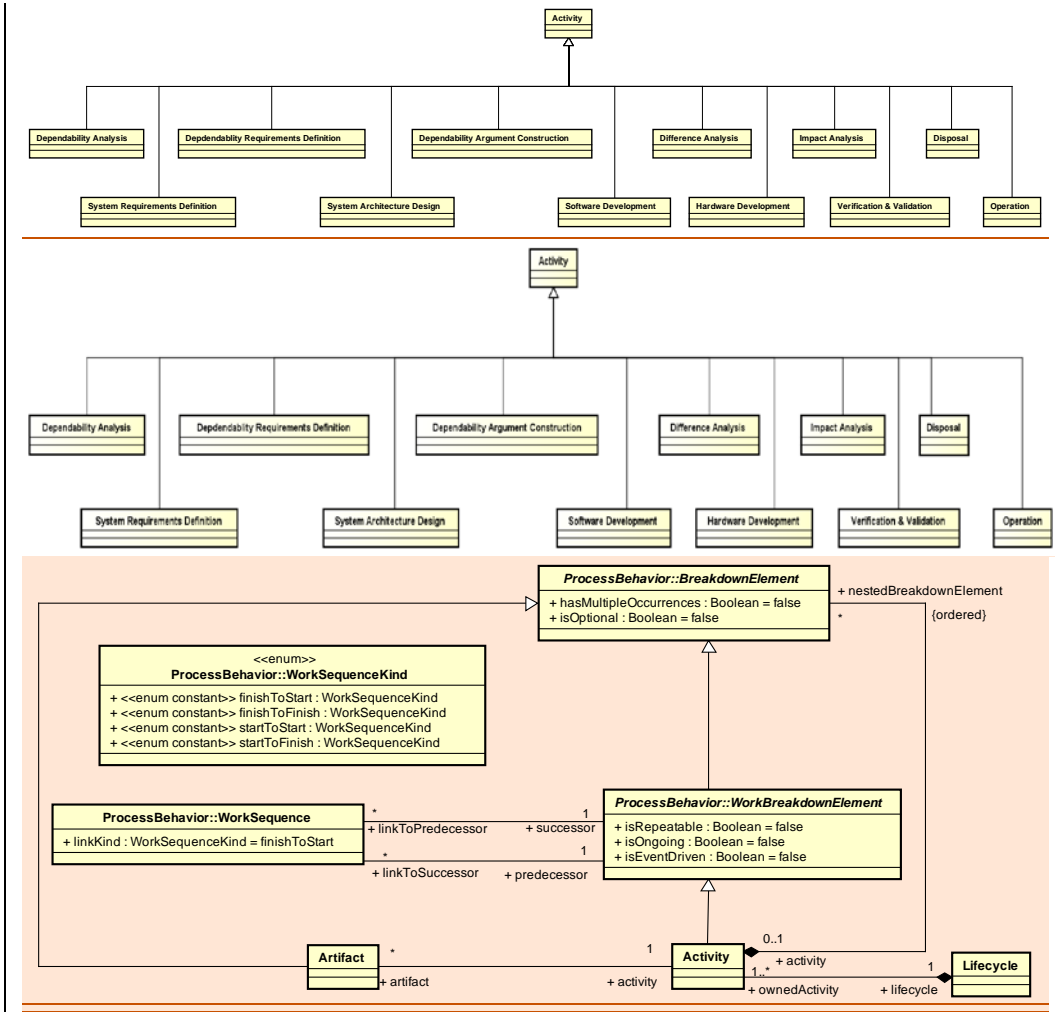 Activity
Dependability Analysis
Depdendablity Requirements Definition
Dependability Argument Construction
Difference Analysis
Impact Analysis
Disposal
System Requirements Definition
System Architecture Design
Software Development
Hardware Development
Verification & Validation
Operation
Activity
Dependability Analysis
Depdendablity Requirements Definition
Dependability Argument Construction
Difference Analysis
Impact Analysis
Disposal
System Requirements Definition
System Architecture Design
Software Development
Hardware Development
Verification & Validation
Operation
ProcessBehavior::BreakdownElement
+ hasMultipleOccurrences : Boolean = false
+ isOptional : Boolean = false
+ nestedBreakdownElement
*
{ordered}
<<enum>>
ProcessBehavior::WorkSequenceKind
+ <<enum constant>> finishToStart : WorkSequenceKind
+ <<enum constant>> finishToFinish : WorkSequenceKind
+ <<enum constant>> startToStart : WorkSequenceKind
+ <<enum constant>> startToFinish : WorkSequenceKind
ProcessBehavior::WorkSequence
+ linkKind : WorkSequenceKind = finishToStart
*
+ linkToPredecessor
1
+ successor
*
+ linkToSuccessor
1
+ predecessor
ProcessBehavior::WorkBreakdownElement
+ isRepeatable : Boolean = false
+ isOngoing : Boolean = false
+ isEventDriven : Boolean = false
Artifact
*
+ artifact
1
+ activity
Activity
0..1
+ activity
1..*
+ ownedActivity
1
+ lifecycle
Lifecycle